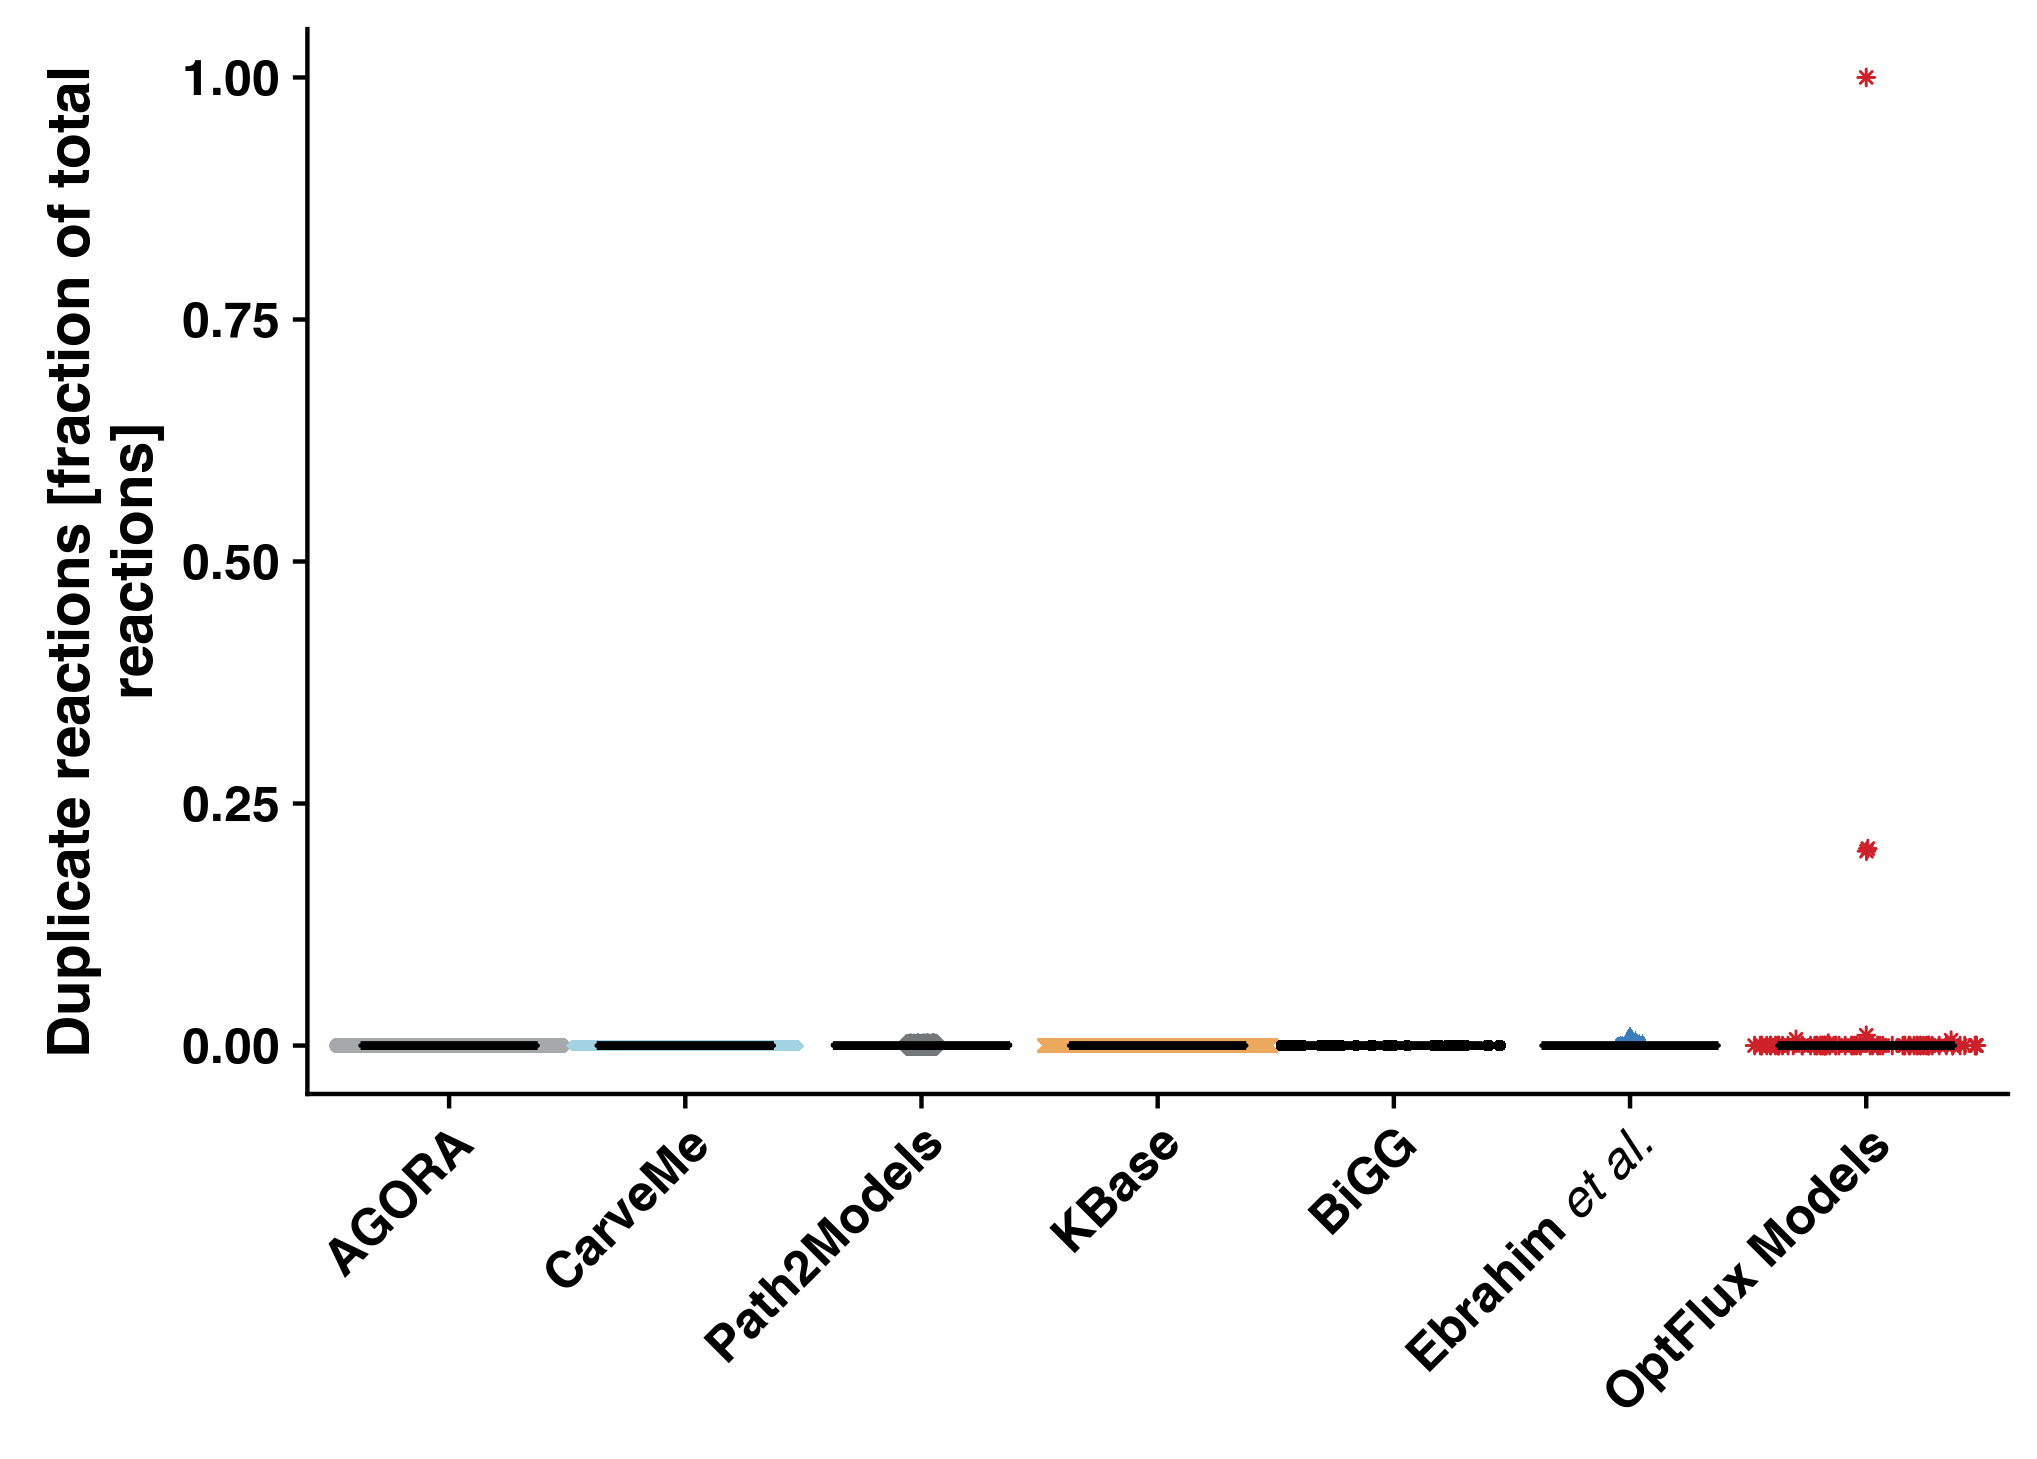 Duplicate reactions [fraction of total
reactions]
1.00
0.75
0.50
0.25
0.00
AGORA
CarveMe
Path2Models
KBase
BiGG
Ebrahim et al.
OptFlux Models